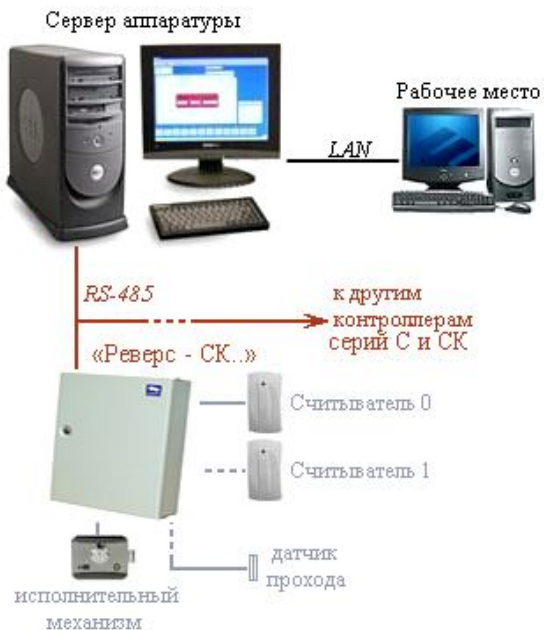 Сервер аппаратуры
Рабочее место
LAN
RS-485
к другим
контроллерам
серий С и СК
«Реверс - СК..»
Считыватель 0
Считыватель 1
датчик
прохода
исполнительный
механизм